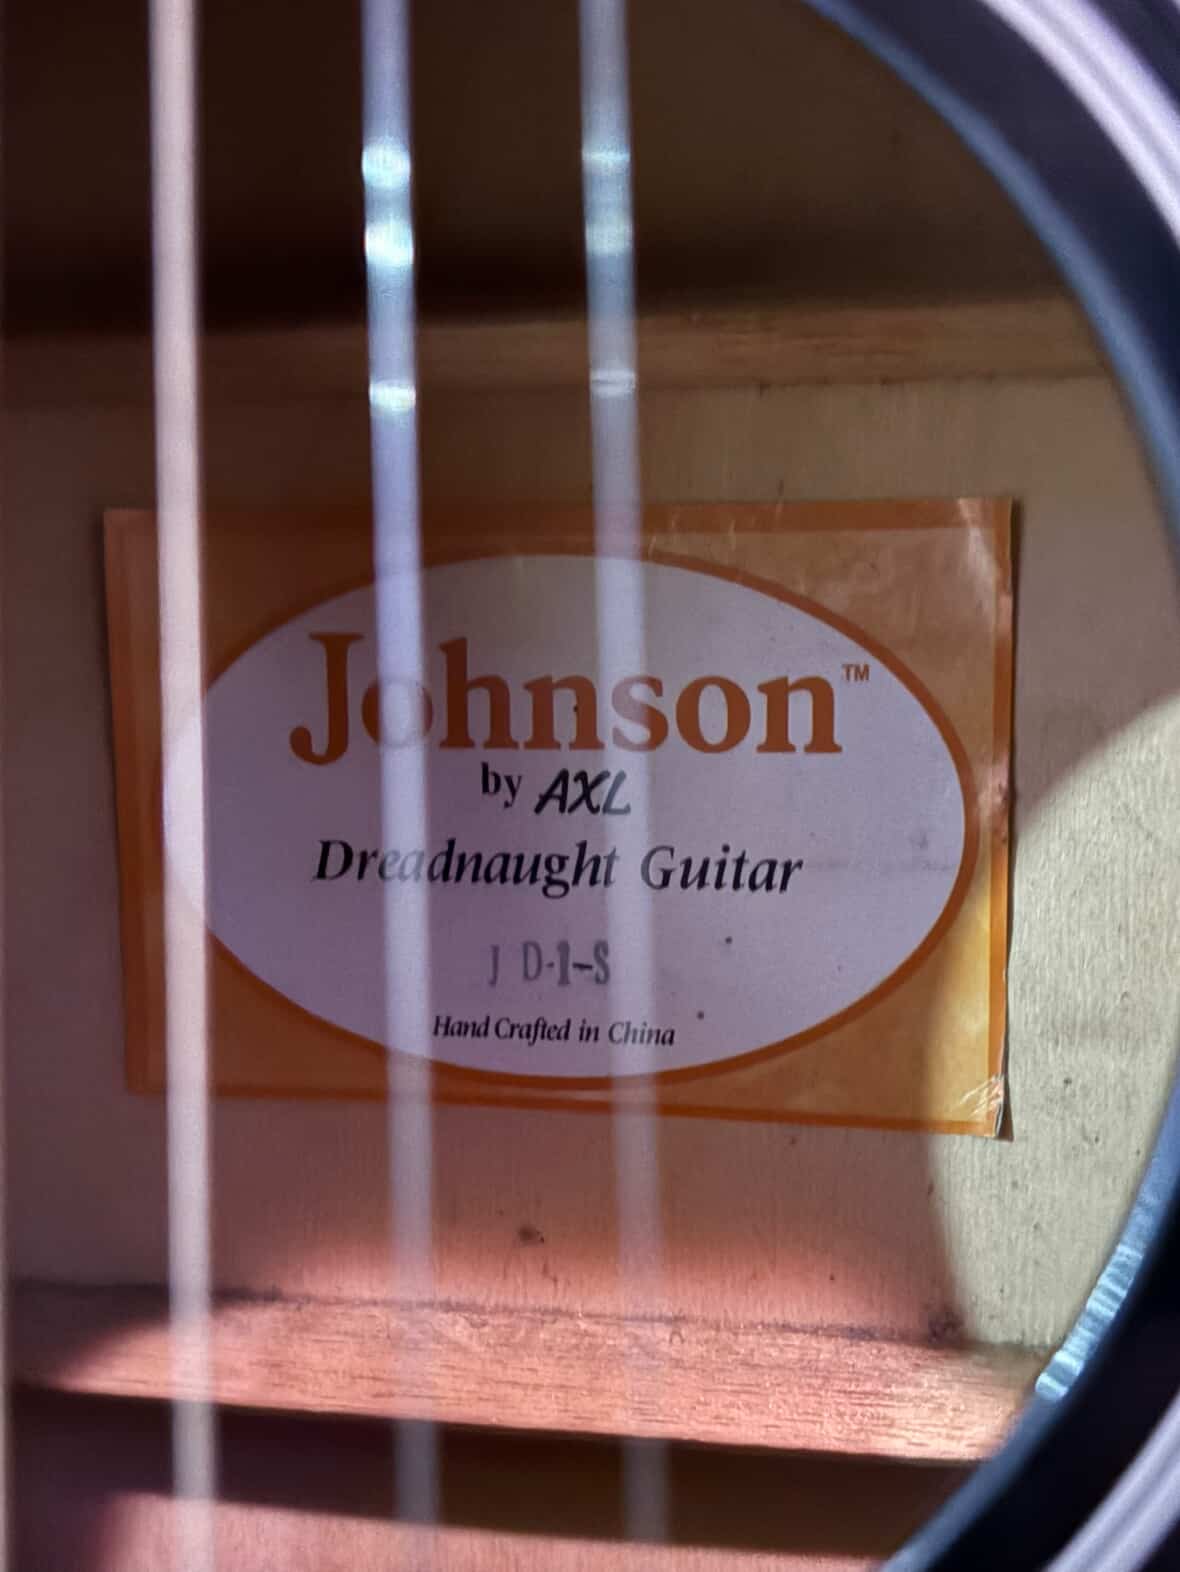 Johnson™
by AXL
Dreadnaught Guitar
J D-1-S
Hand Crafted in China